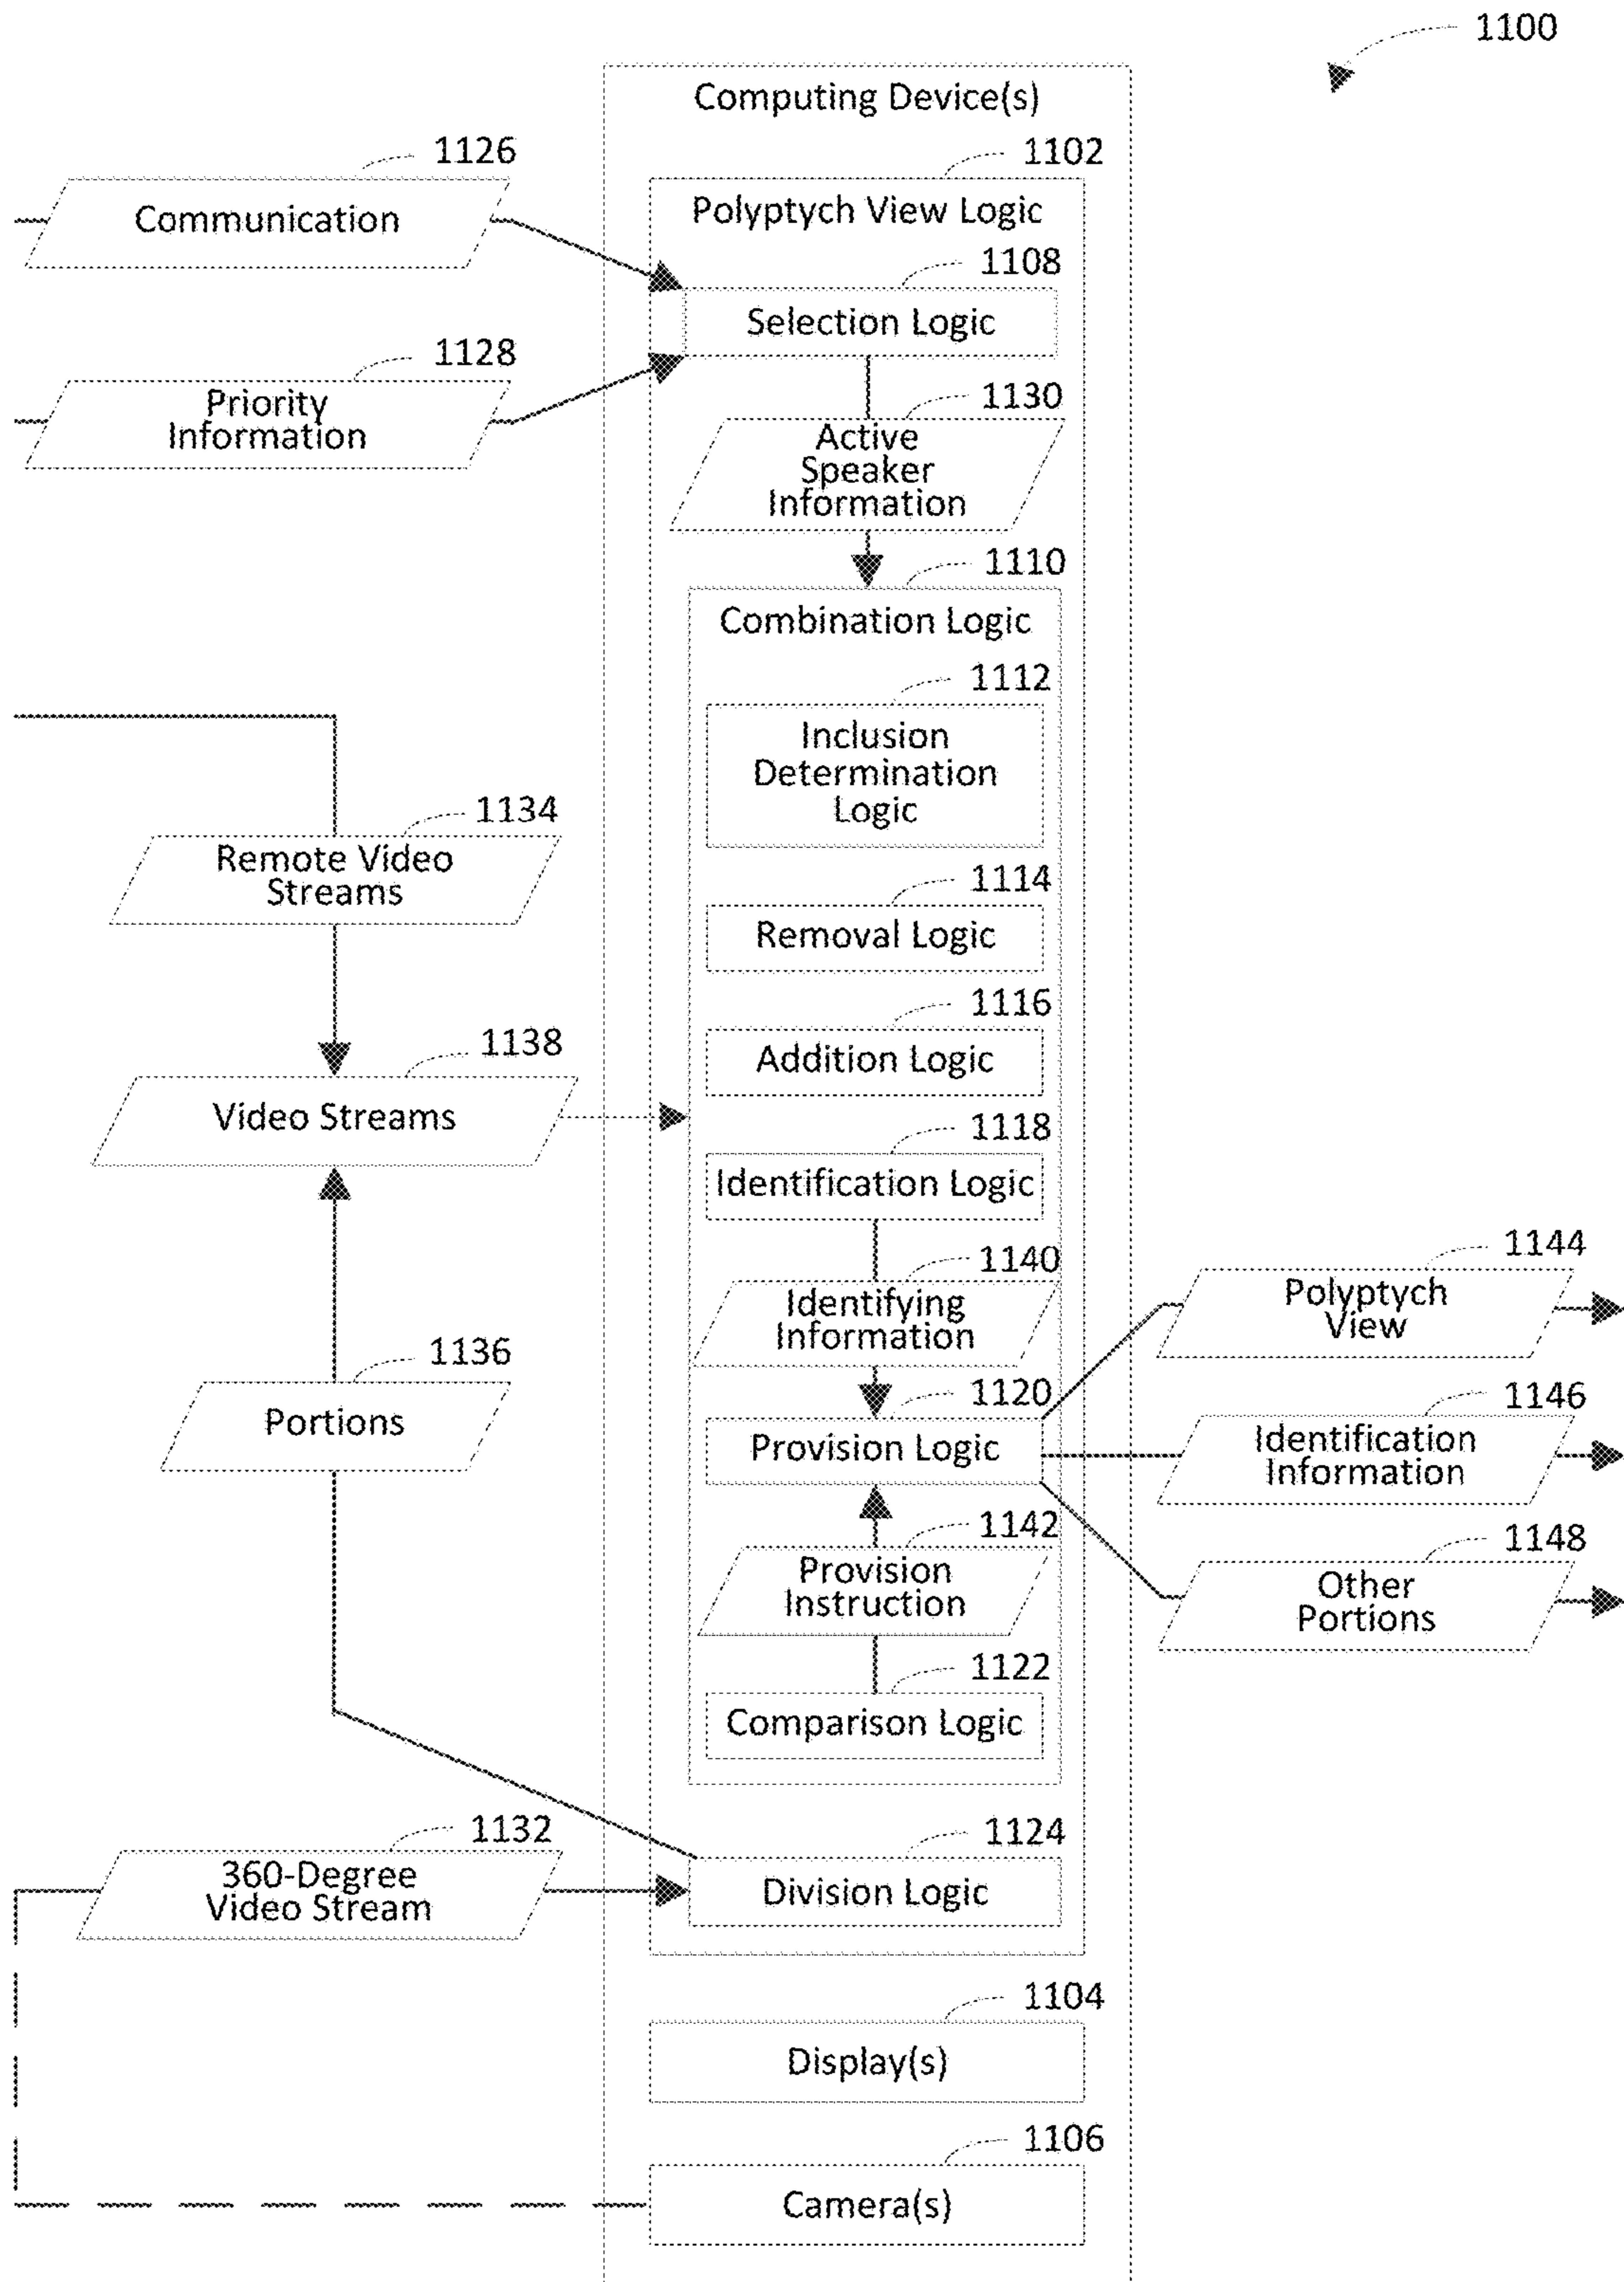 1100
Computing Device(s)
1126
Communication
1102
Polyptych View Logic
1108
Selection Logic
1128
Priority
Information
1130
Active
Speaker
Information
1110
Combination Logic
1112
Inclusion
Determination
Logic
1134
Remote Video
Streams
1114
Removal Logic
1116
Addition Logic
1138
Video Streams
1118
Identification Logic
1140
Identifying
Information
1144
Polyptych
View
1136
Portions
1120
Provision Logic
1146
Identification
Information
1142
Provision
Instruction
1148
Other
Portions
1122
Comparison Logic
1132
360-Degree
Video Stream
1124
Division Logic
1104
Display(s)
1106
Camera(s)